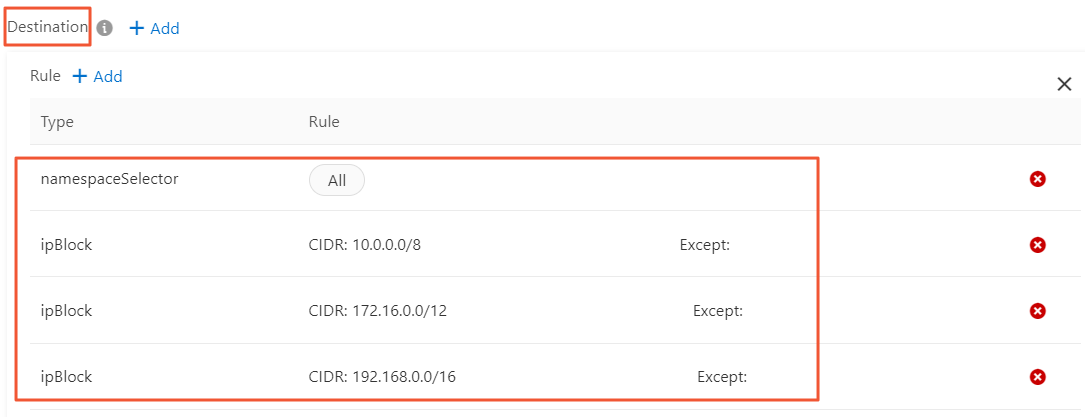 Destination + Add
Rule + Add
Type Rule
namespaceSelector All
ipBlock CIDR: 10.0.0.0/8 Except:
ipBlock CIDR: 172.16.0.0/12 Except:
ipBlock CIDR: 192.168.0.0/16 Except: